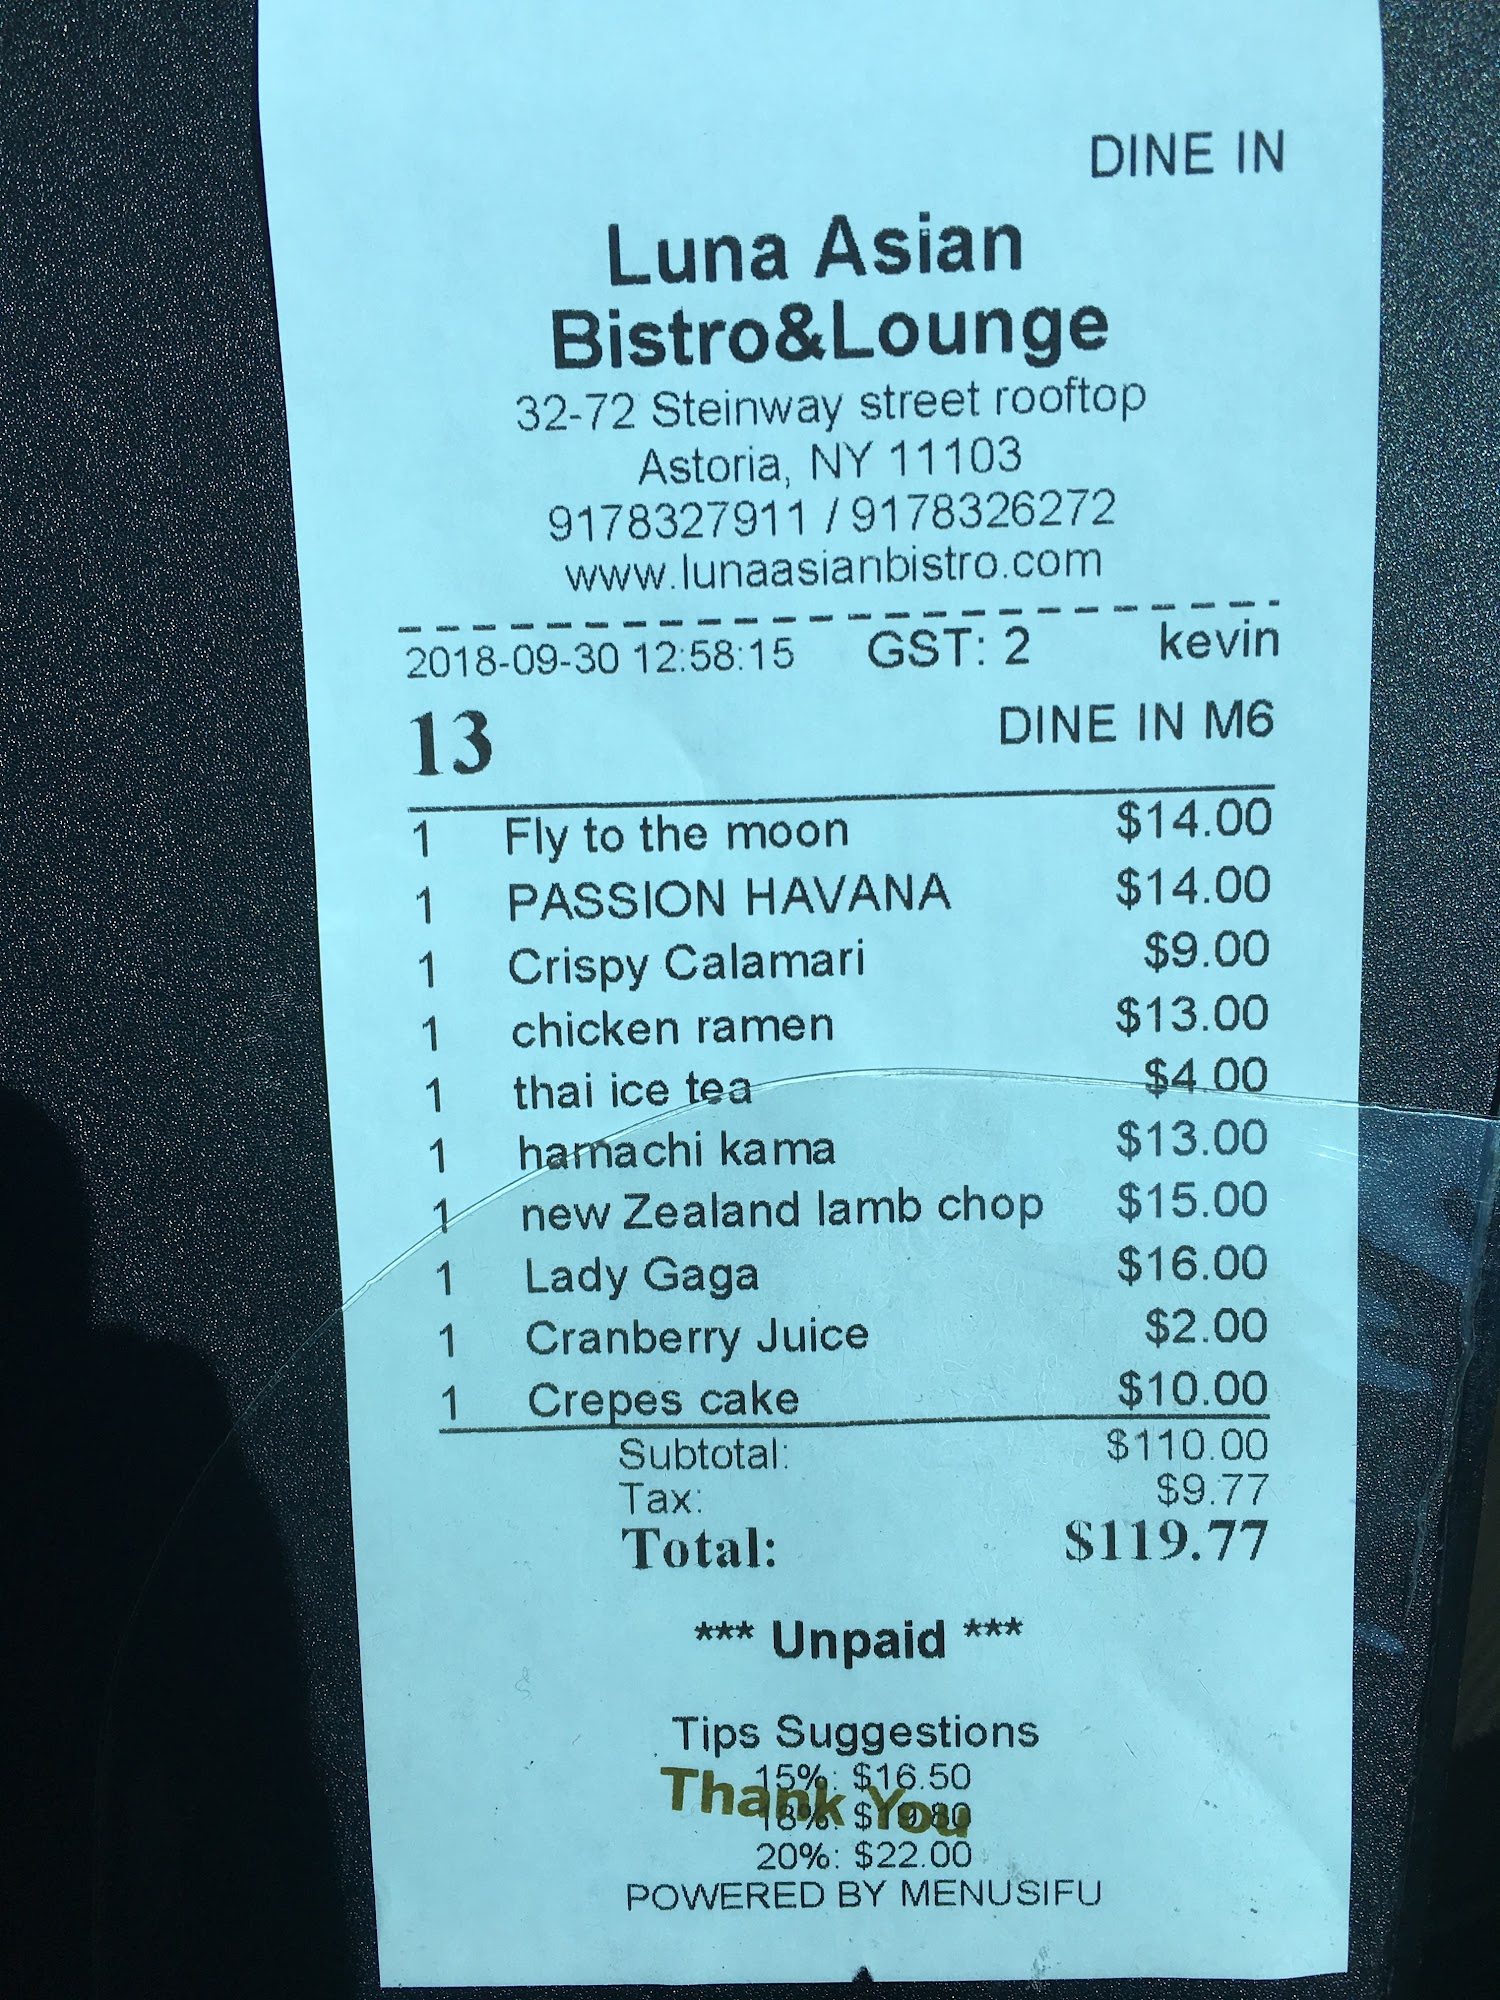 DINE IN
Luna Asian
Bistro&Lounge
32-72 Steinway street rooftop
Astoria, NY 11103
9178327911 / 9178326272
www.lunaasianbistro.com
2018-09-30 12:58:15 GST: 2 kevin
13 DINE IN M6
1 Fly to the moon $14.00
1 PASSION HAVANA $14.00
1 Crispy Calamari $9.00
1 chicken ramen $13.00
1 thai ice tea $4.00
1 hamachi kama $13.00
1 new Zealand lamb chop $15.00
1 Lady Gaga $16.00
1 Cranberry Juice $2.00
1 Crepes cake $10.00
Subtotal: $110.00
Tax: $9.77
Total: $119.77
*** Unpaid ***
Tips Suggestions
15%: $16.50
Thank You
18%: $19.80
20%: $22.00
POWERED BY MENUSIFU